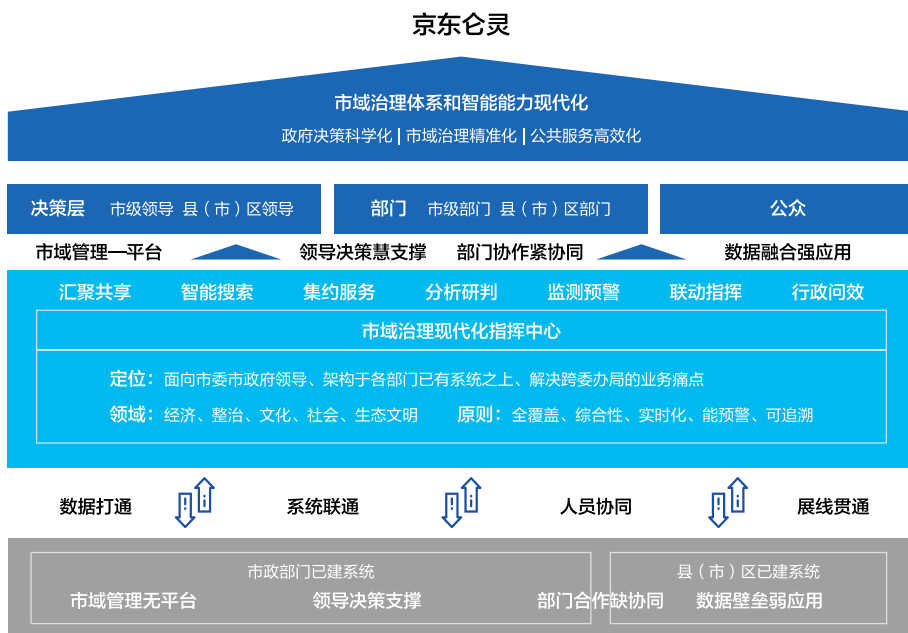 京东仑灵
市域治理体系和智能能力现代化
政府决策科学化 | 市域治理精准化 | 公共服务高效化
决策层 市级领导 县（市）区领导 部门 市级部门 县（市）区部门 公众
市域管理一平台 领导决策慧支撑 部门协作紧协同 数据融合强应用
汇聚共享 智能搜索 集约服务 分析研判 监测预警 联动指挥 行政问效
市域治理现代化指挥中心
定位：面向市委市政府领导、架构于各部门已有系统之上、解决跨委办局的业务痛点
领域：经济、整治、文化、社会、生态文明 原则：全覆盖、综合性、实时化、能预警、可追溯
数据打通 系统联通 人员协同 展线贯通
市政部门已建系统 县（市）区已建系统
市域管理无平台 领导决策支撑 部门合作缺协同 数据壁垒弱应用